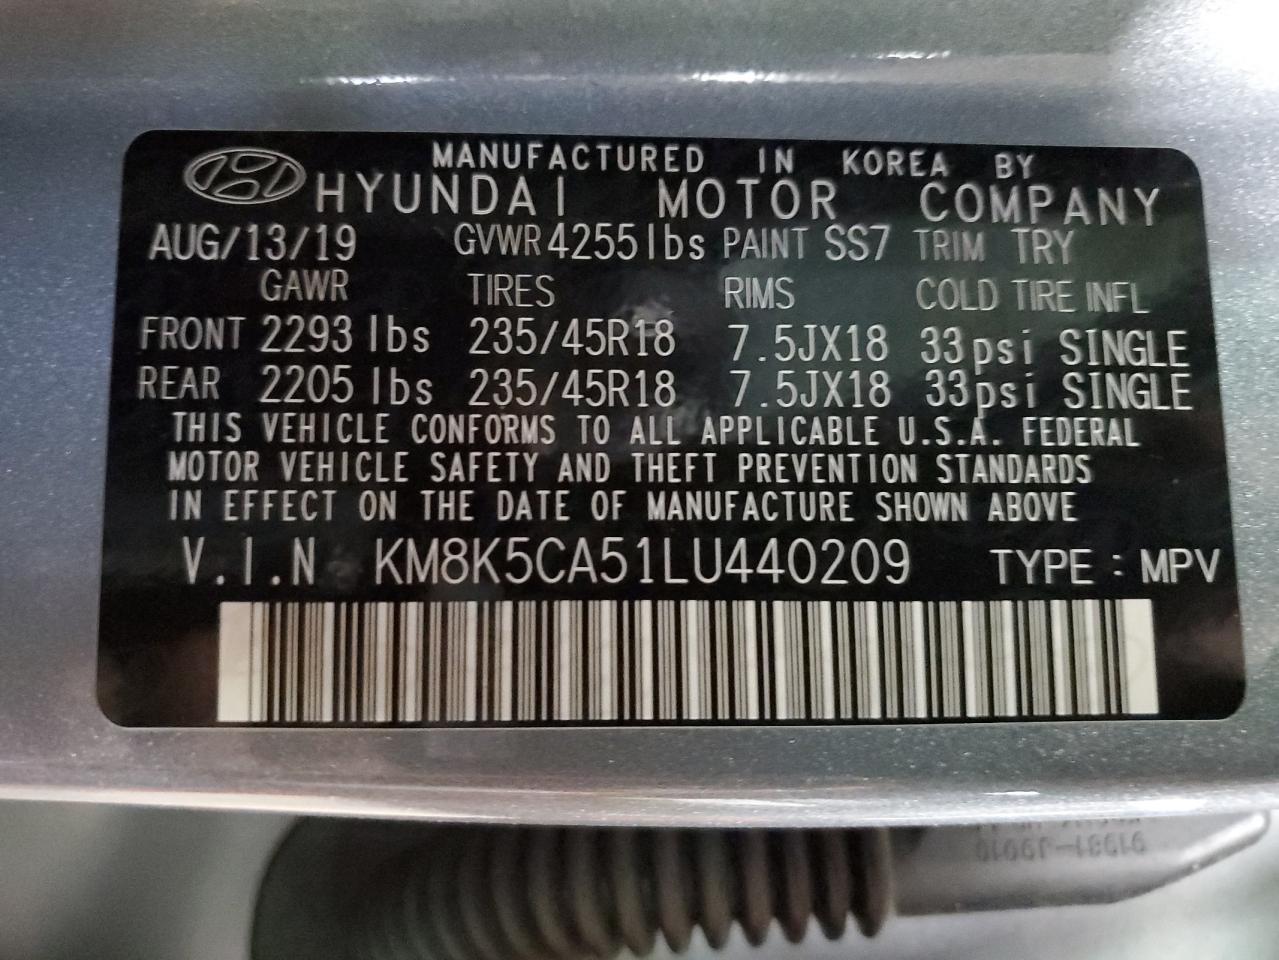 MANUFACTURED IN KOREA BY
HYUNDAI MOTOR COMPANY
AUG/13/19 GVWR 4255lbs PAINT SS7 TRIM TRY
GAWR TIRES RIMS COLD TIRE INFL
FRONT 2293 lbs 235/45R18 7.5JX18 33psi SINGLE
REAR 2205 lbs 235/45R18 7.5JX18 33psi SINGLE
THIS VEHICLE CONFORMS TO ALL APPLICABLE U.S.A. FEDERAL
MOTOR VEHICLE SAFETY AND THEFT PREVENTION STANDARDS
IN EFFECT ON THE DATE OF MANUFACTURE SHOWN ABOVE
V.I.N KM8K5CA51LU440209 TYPE : MPV
91981-J9910